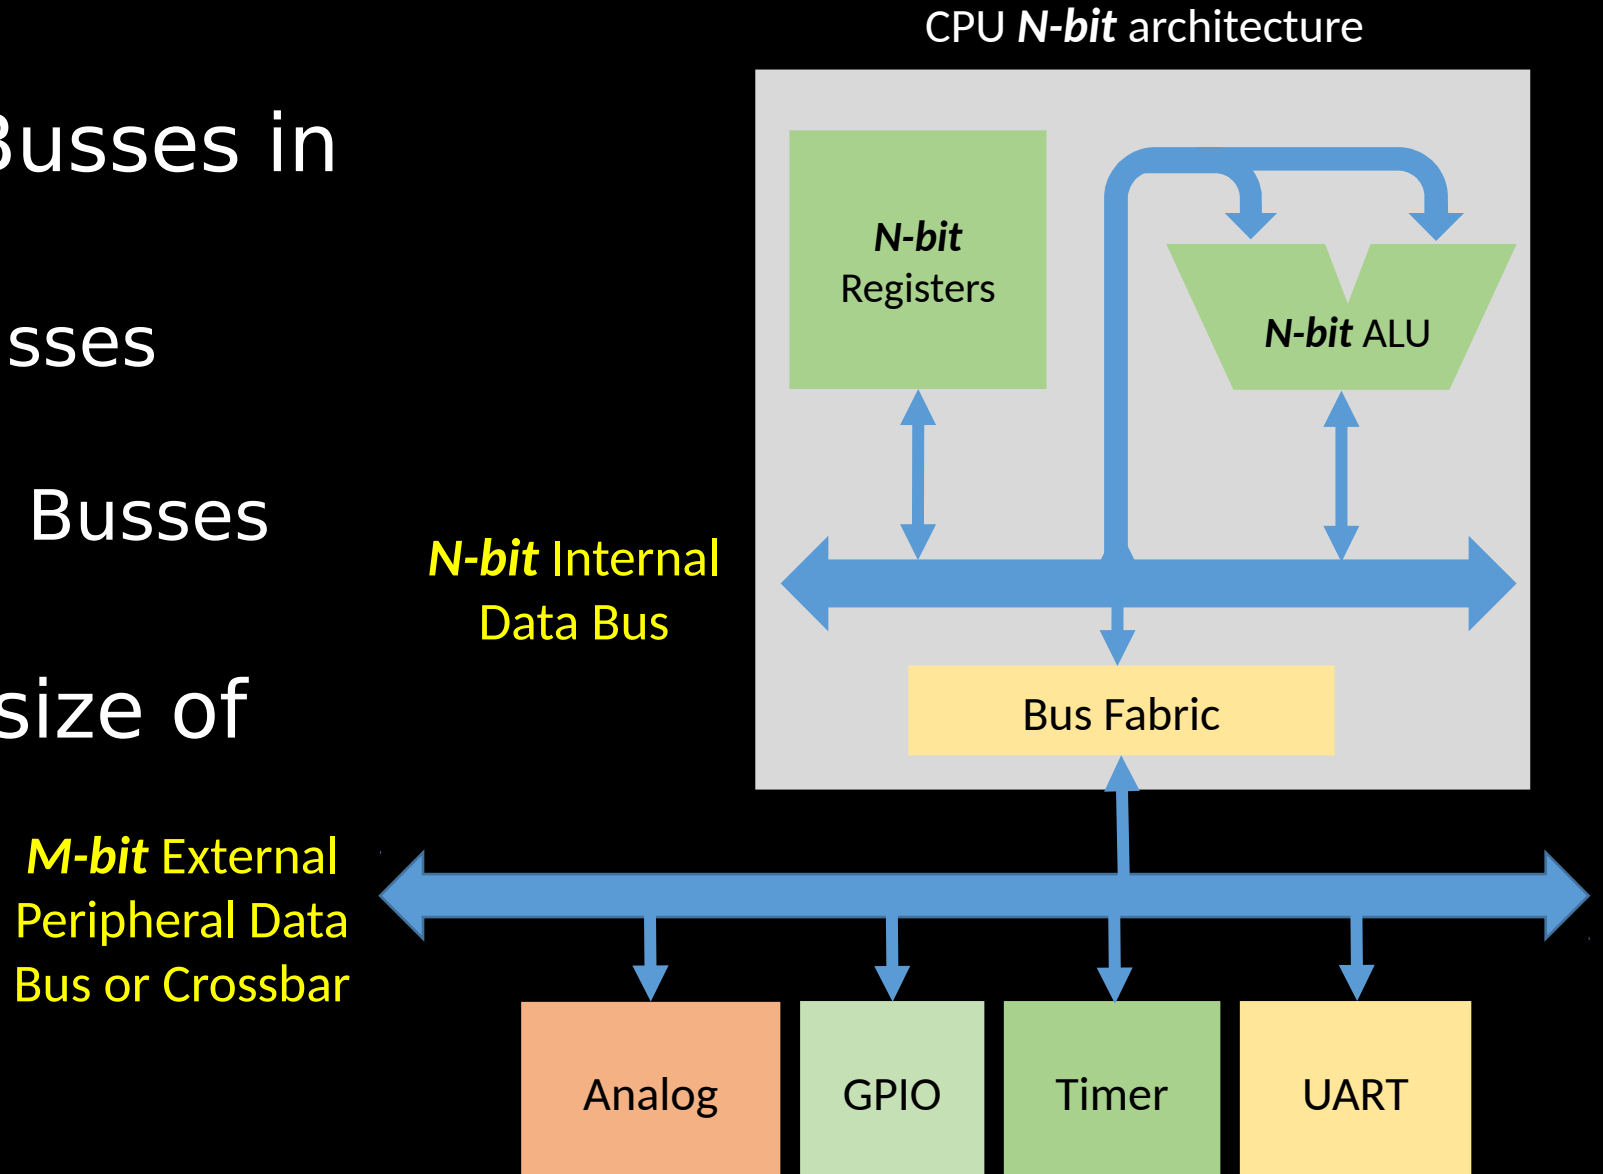 CPU N-bit architecture
Busses in
sses
Busses
size of
N-bit
Registers
N-bit ALU
N-bit Internal
Data Bus
Bus Fabric
M-bit External
Peripheral Data
Bus or Crossbar
Analog
GPIO
Timer
UART